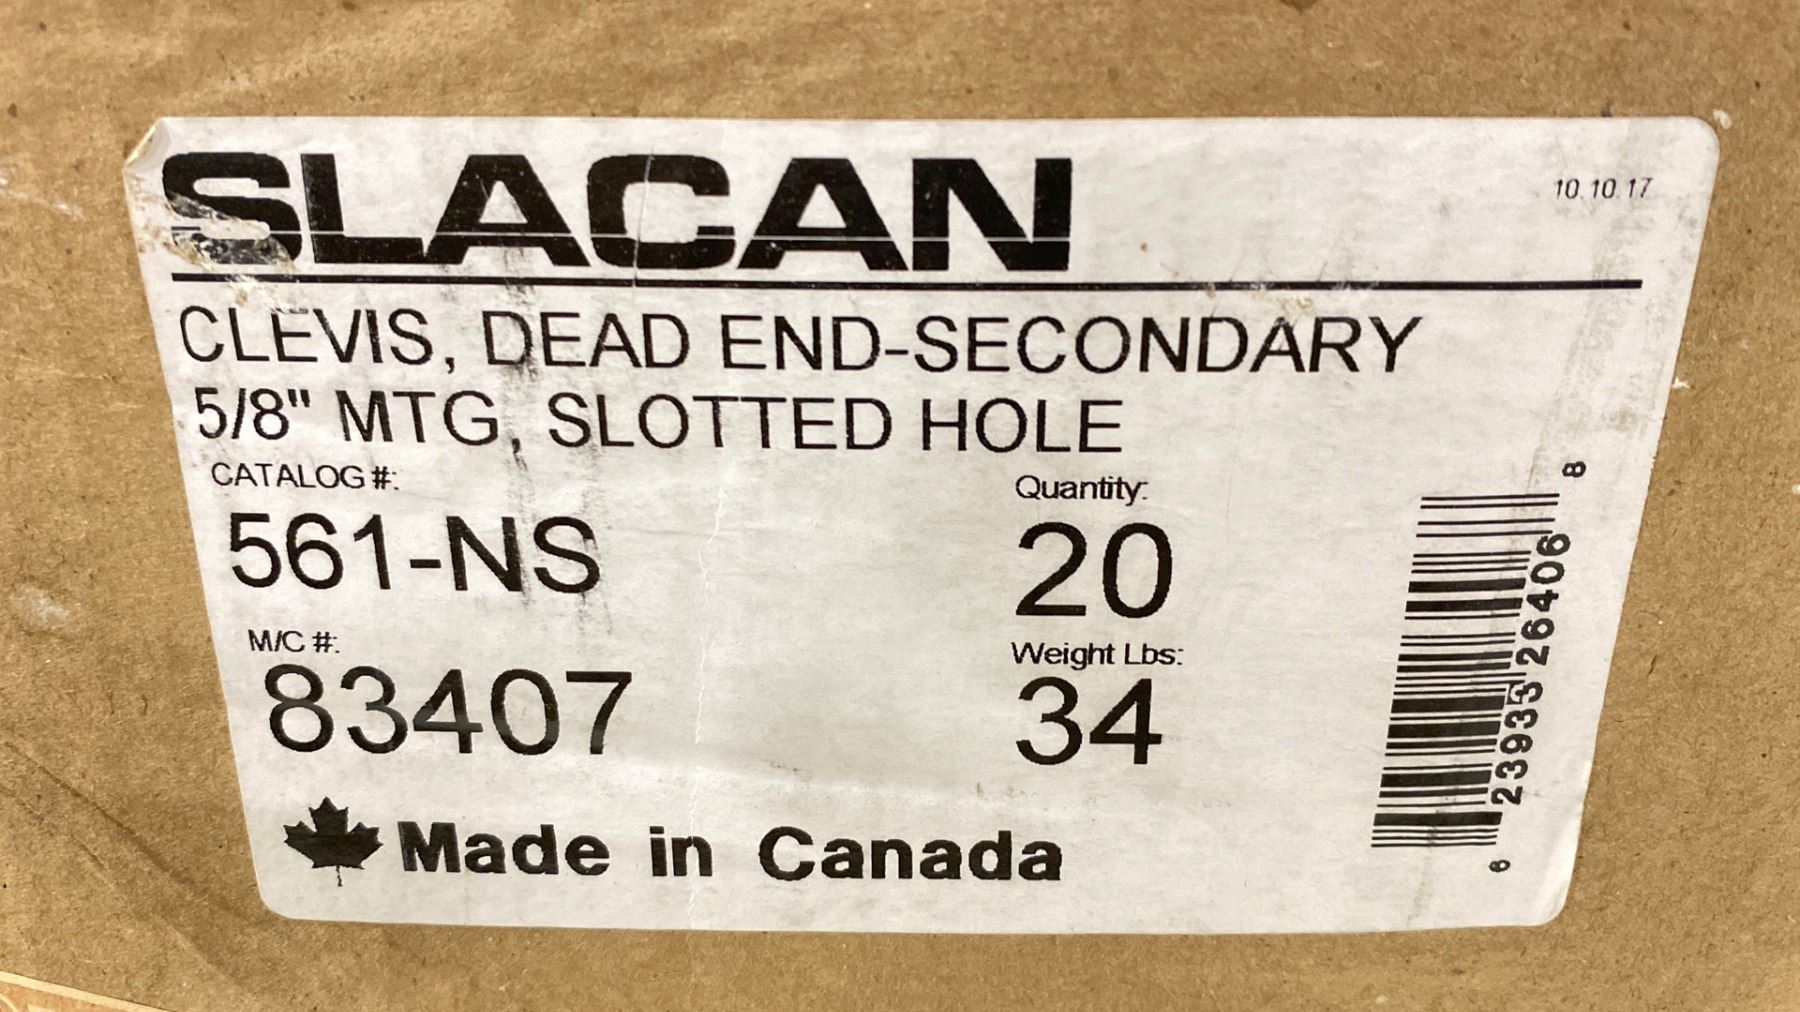 SLACAN
10.10.17
CLEVIS, DEAD END-SECONDARY
5/8" MTG, SLOTTED HOLE
CATALOG #:
561-NS
Quantity:
20
M/C #:
83407
Weight Lbs:
34
Made in Canada
6 23933 26406 8